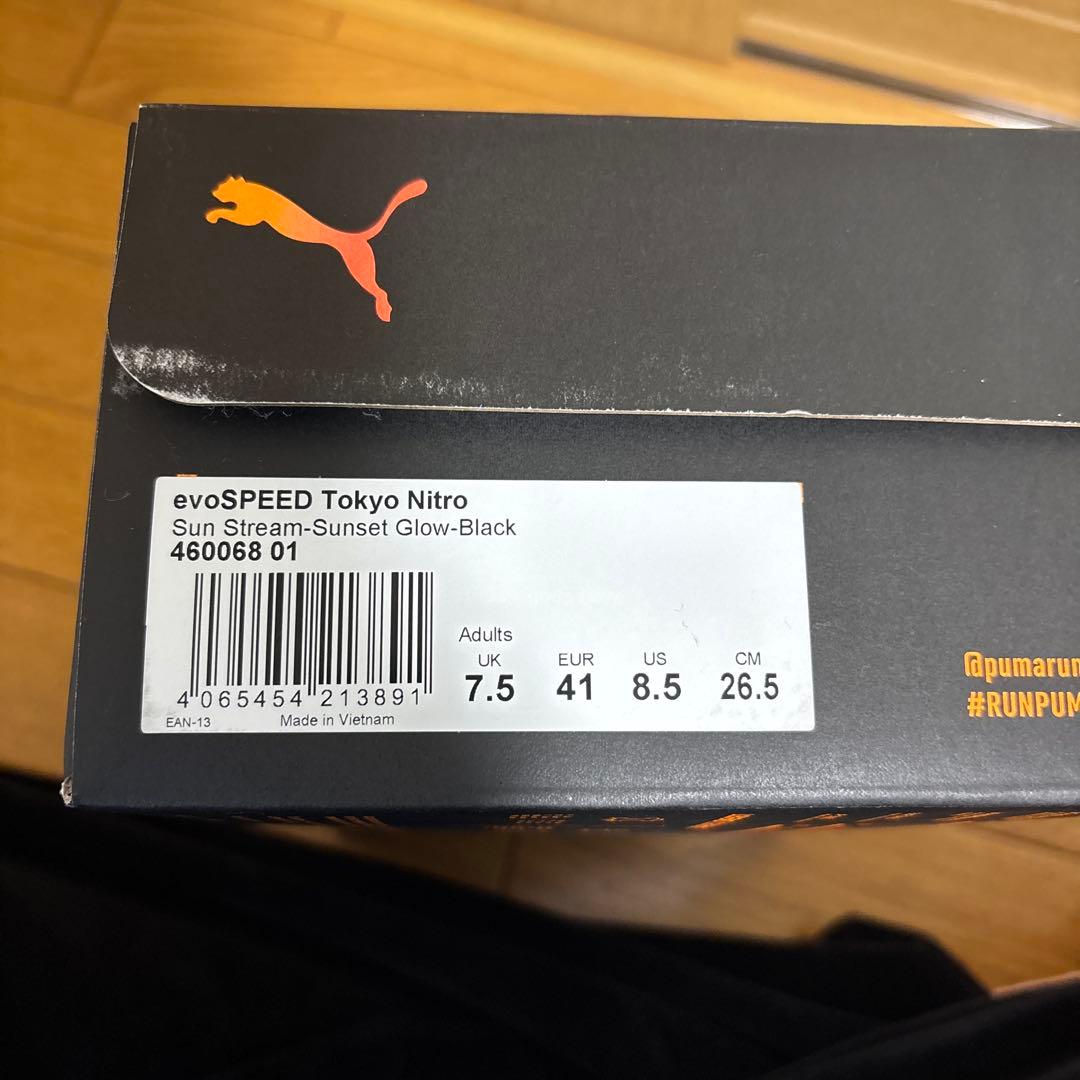 evoSPEED Tokyo Nitro
Sun Stream-Sunset Glow-Black
460068 01
Adults
UK EUR US CM
7.5 41 8.5 26.5
4 065454 213891
EAN-13 Made in Vietnam
@pumarun
#RUNPUM